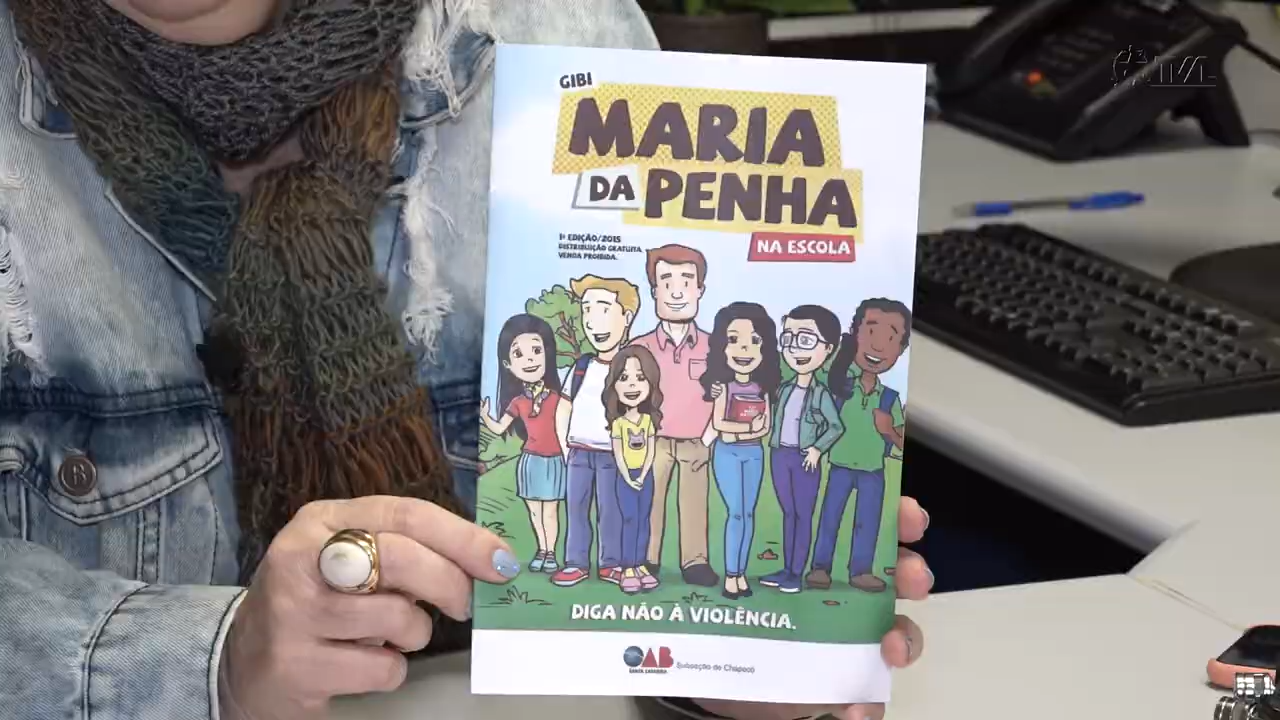 GIBI
MARIA
DA PENHA
NA ESCOLA
1ª EDIÇÃO/2015
DISTRIBUIÇÃO GRATUITA.
VENDA PROIBIDA.
DIGA NÃO À VIOLÊNCIA.
OAB
SANTA CATARINA
Subseção de Chapecó